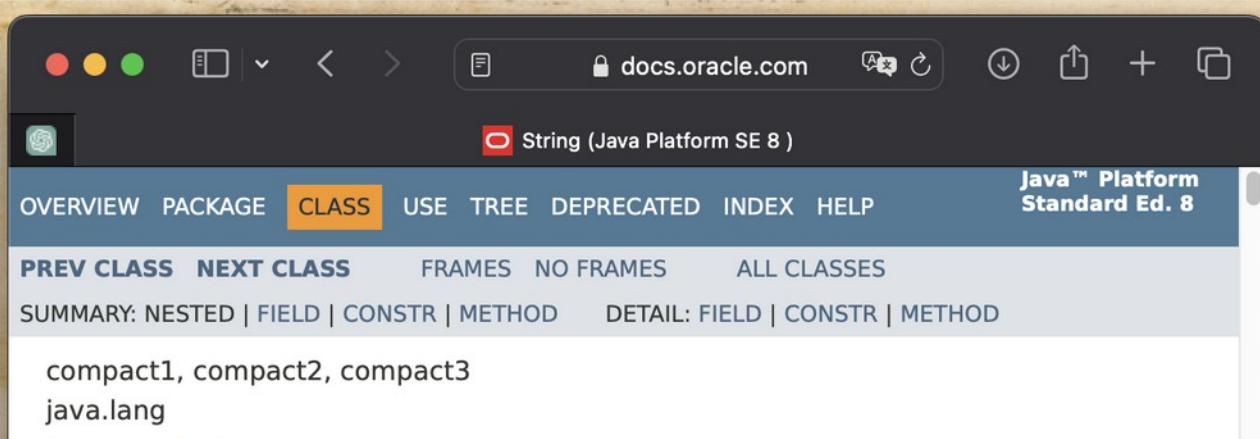 docs.oracle.com
String (Java Platform SE 8 )
Java™ Platform
Standard Ed. 8
OVERVIEW PACKAGE CLASS USE TREE DEPRECATED INDEX HELP
PREV CLASS NEXT CLASS FRAMES NO FRAMES ALL CLASSES
SUMMARY: NESTED | FIELD | CONSTR | METHOD DETAIL: FIELD | CONSTR | METHOD
compact1, compact2, compact3
java.lang